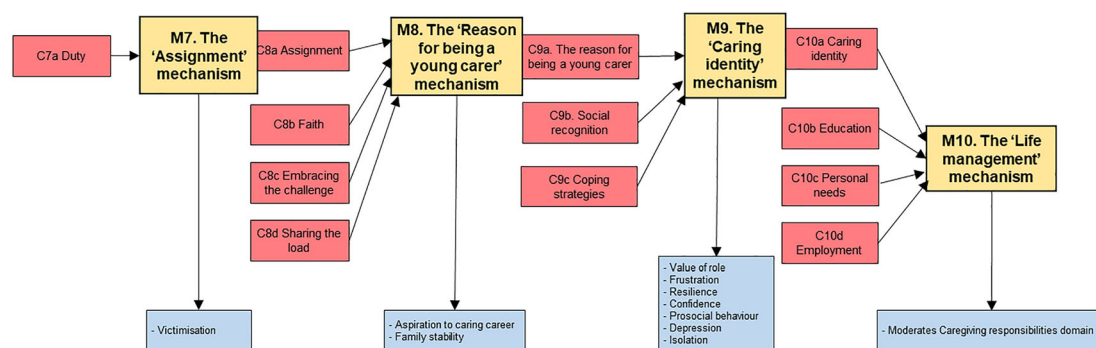 C7a Duty
M7. The
‘Assignment’
mechanism
C8a Assignment
C8b Faith
C8c Embracing
the challenge
C8d Sharing the
load
M8. The ‘Reason
for being a
young carer’
mechanism
C9a. The reason for
being a young carer
C9b. Social
recognition
C9c Coping
strategies
M9. The
‘Caring
identity’
mechanism
C10a Caring
identity
C10b Education
C10c Personal
needs
C10d
Employment
M10. The ‘Life
management’
mechanism
- Victimisation
- Aspiration to caring career
- Family stability
- Value of role
- Frustration
- Resilience
- Confidence
- Prosocial behaviour
- Depression
- Isolation
- Moderates Caregiving responsibilities domain